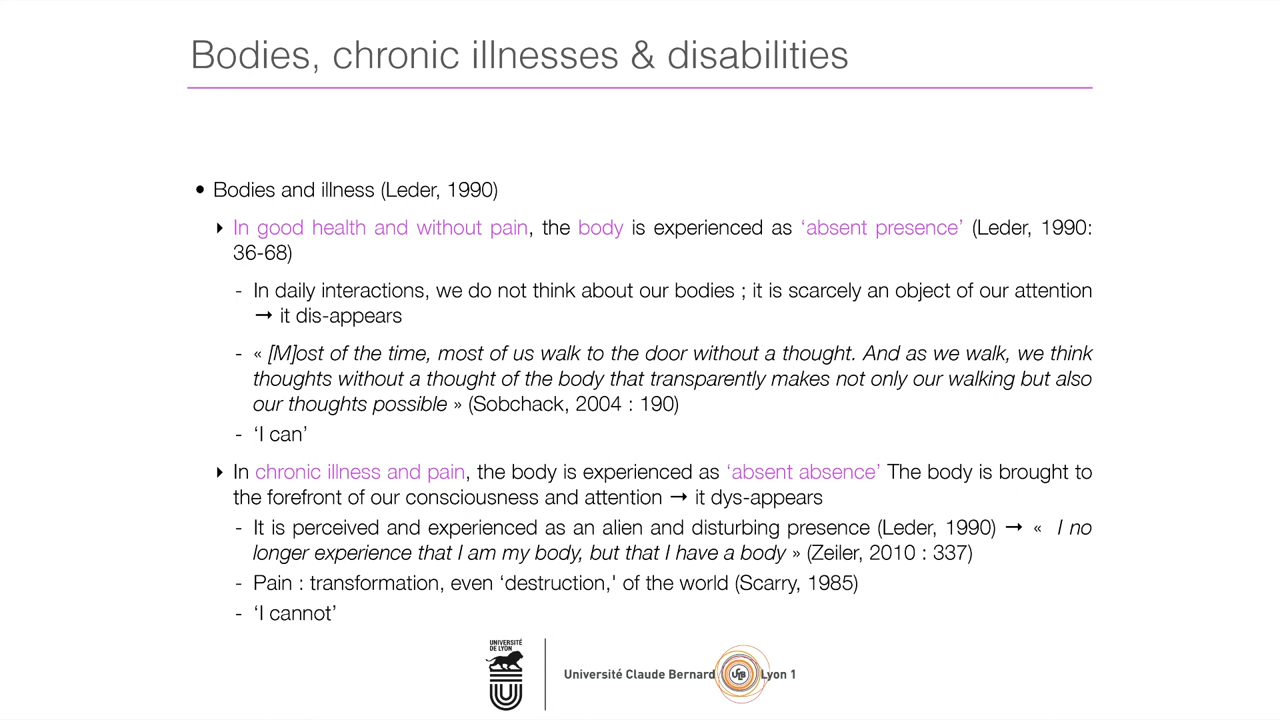 Bodies, chronic illnesses & disabilities
• Bodies and illness (Leder, 1990)
‣ In good health and without pain, the body is experienced as ‘absent presence’ (Leder, 1990:
36-68)
- In daily interactions, we do not think about our bodies ; it is scarcely an object of our attention
→ it dis-appears
- « [M]ost of the time, most of us walk to the door without a thought. And as we walk, we think
thoughts without a thought of the body that transparently makes not only our walking but also
our thoughts possible » (Sobchack, 2004 : 190)
- ‘I can’
‣ In chronic illness and pain, the body is experienced as ‘absent absence’ The body is brought to
the forefront of our consciousness and attention → it dys-appears
- It is perceived and experienced as an alien and disturbing presence (Leder, 1990) → « I no
longer experience that I am my body, but that I have a body » (Zeiler, 2010 : 337)
- Pain : transformation, even ‘destruction,' of the world (Scarry, 1985)
- ‘I cannot’
UNIVERSITÉ
DE LYON
Université Claude Bernard UCB Lyon 1